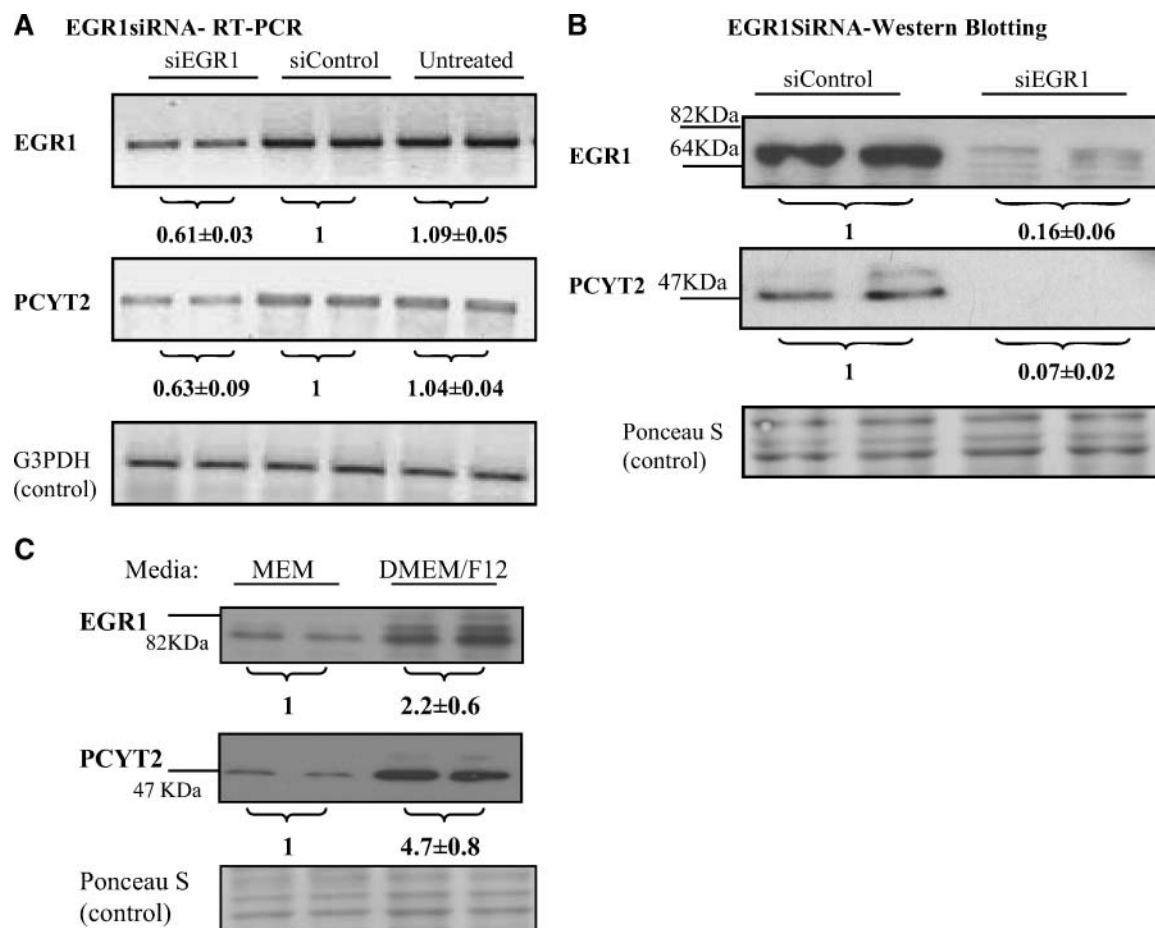 A EGR1siRNA- RT-PCR
siEGR1 siControl Untreated
EGR1
0.61±0.03 1 1.09±0.05
PCYT2
0.63±0.09 1 1.04±0.04
G3PDH
(control)
B EGR1SiRNA-Western Blotting
siControl siEGR1
82KDa
EGR1 64KDa
1 0.16±0.06
PCYT2 47KDa
1 0.07±0.02
Ponceau S
(control)
C
Media: MEM DMEM/F12
EGR1
82KDa
1 2.2±0.6
PCYT2
47 KDa
1 4.7±0.8
Ponceau S
(control)